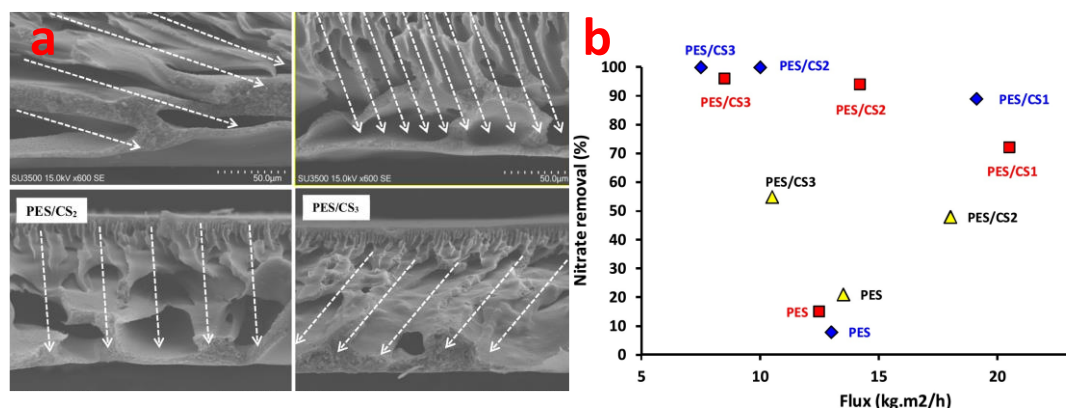 a
SU3500 15.0kV x600 SE
50.0µm
SU3500 15.0kV x600 SE
50.0µm
PES/CS₂
PES/CS₃
b
Nitrate removal (%)
100
90
80
70
60
50
40
30
20
10
0
PES/CS3
PES/CS2
PES/CS3
PES/CS2
PES/CS1
PES/CS1
PES/CS3
PES/CS2
PES
PES
PES
5
10
15
20
Flux (kg.m2/h)